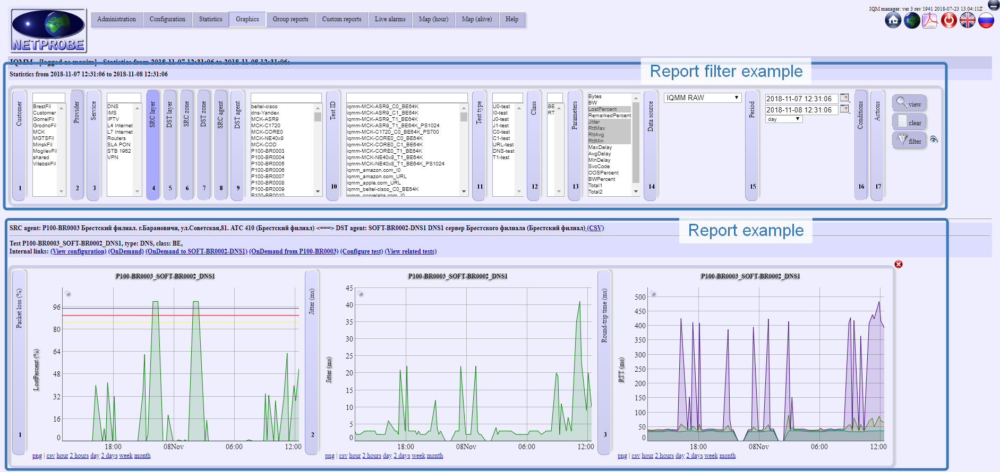 IQM manager: ver 3 rev 1941 2018-07-23 13:04:11Z
NETPROBE
Administration Configuration Statistics Graphics Group reports Custom reports Live alarms Map (hour) Map (alive) Help
IQMM - [logged as maxim] - Statistics from 2018-11-07 12:31:06 to 2018-11-08 12:31:06:
Report filter example
Statistics from 2018-11-07 12:31:06 to 2018-11-08 12:31:06
Customer
1
BrestFil
Customer
GomelFil
GrodnoFil
MCK
MGTSFil
MinskFil
MogilevFil
shared
VitebskFil
Provider
2
Service
3
DNS
IMS
IPTV
L4 Internet
L7 Internet
Routers
SLA PON
STB 1962
VPN
SRC layer
4
DST layer
5
SRC zone
6
DST zone
7
SRC agent
8
DST agent
9
beltel-cisco
dns-Yandex
MCK-ASR9
MCK-C1720
MCK-CORE0
MCK-NE40x8
MCK-COD
P100-BR0003
P100-BR0004
P100-BR0005
P100-BR0006
P100-BR0007
P100-BR0008
P100-BR0009
P100-BR0010
Test ID
10
iqmm-MCK-ASR9_C0_BE64K
iqmm-MCK-ASR9_C1_BE64K
iqmm-MCK-ASR9_T1_BE64K
iqmm-MCK-ASR9_T1_BE64K_PS1024
iqmm-MCK-C1720_C0_BE64K_PS700
iqmm-MCK-CORE0_C0_BE64K
iqmm-MCK-CORE0_C1_BE64K
iqmm-MCK-CORE0_T1_BE64K
iqmm-MCK-NE40x8_T1_BE64K
iqmm-MCK-NE40x8_T1_BE64K_PS1024
iqmm_amazon.com_I0
iqmm_amazon.com_URL
iqmm_apple.com_URL
iqmm_beltel-cisco_C0_BE64K
iqmm_gcorelabs.com_I0
Test type
11
U0-test
I0-test
J0-test
J1-test
C0-test
C1-test
URL-test
DNS-test
T1-test
Class
12
BE
RT
Parameters
13
Bytes
BW
LostPercent
RemarkedPercent
Jitter
RttMax
RttAvg
RttMin
MaxDelay
AvgDelay
MinDelay
SvcCode
OOSPercent
BWPercent
Total1
Total2
Data source
14
IQMM RAW
Period
15
2018-11-07 12:31:06
2018-11-08 12:31:06
day
Conditions
16
Actions
17
view
clear
filter
Report example
SRC agent: P100-BR0003 Брестский филиал. г.Барановичи, ул.Советская,81. АТС 410 (Брестский филиал) <===> DST agent: SOFT-BR0002-DNS1 DNS1 сервер Брестского филиала (Брестский филиал) (CSV)
Test P100-BR0003_SOFT-BR0002_DNS1, type: DNS, class: BE,
Internal links: (View configuration) (OnDemand) (OnDemand to SOFT-BR0002-DNS1) (OnDemand from P100-BR0003) (Configure test) (View related tests)
Packet loss (%)
1
P100-BR0003_SOFT-BR0002_DNS1
LostPercent (%)
96
80
64
48
32
16
0
18:00 08Nov 06:00 12:00
png | csv hour 2 hours day 2 days week month
Jitter (ms)
2
P100-BR0003_SOFT-BR0002_DNS1
Jitter (ms)
45
40
35
30
25
20
15
10
5
0
18:00 08Nov 06:00 12:00
png | csv hour 2 hours day 2 days week month
Round-trip time (ms)
3
P100-BR0003_SOFT-BR0002_DNS1
RTT (ms)
500
450
400
350
300
250
200
150
100
50
0
18:00 08Nov 06:00 12:00
png | csv hour 2 hours day 2 days week month